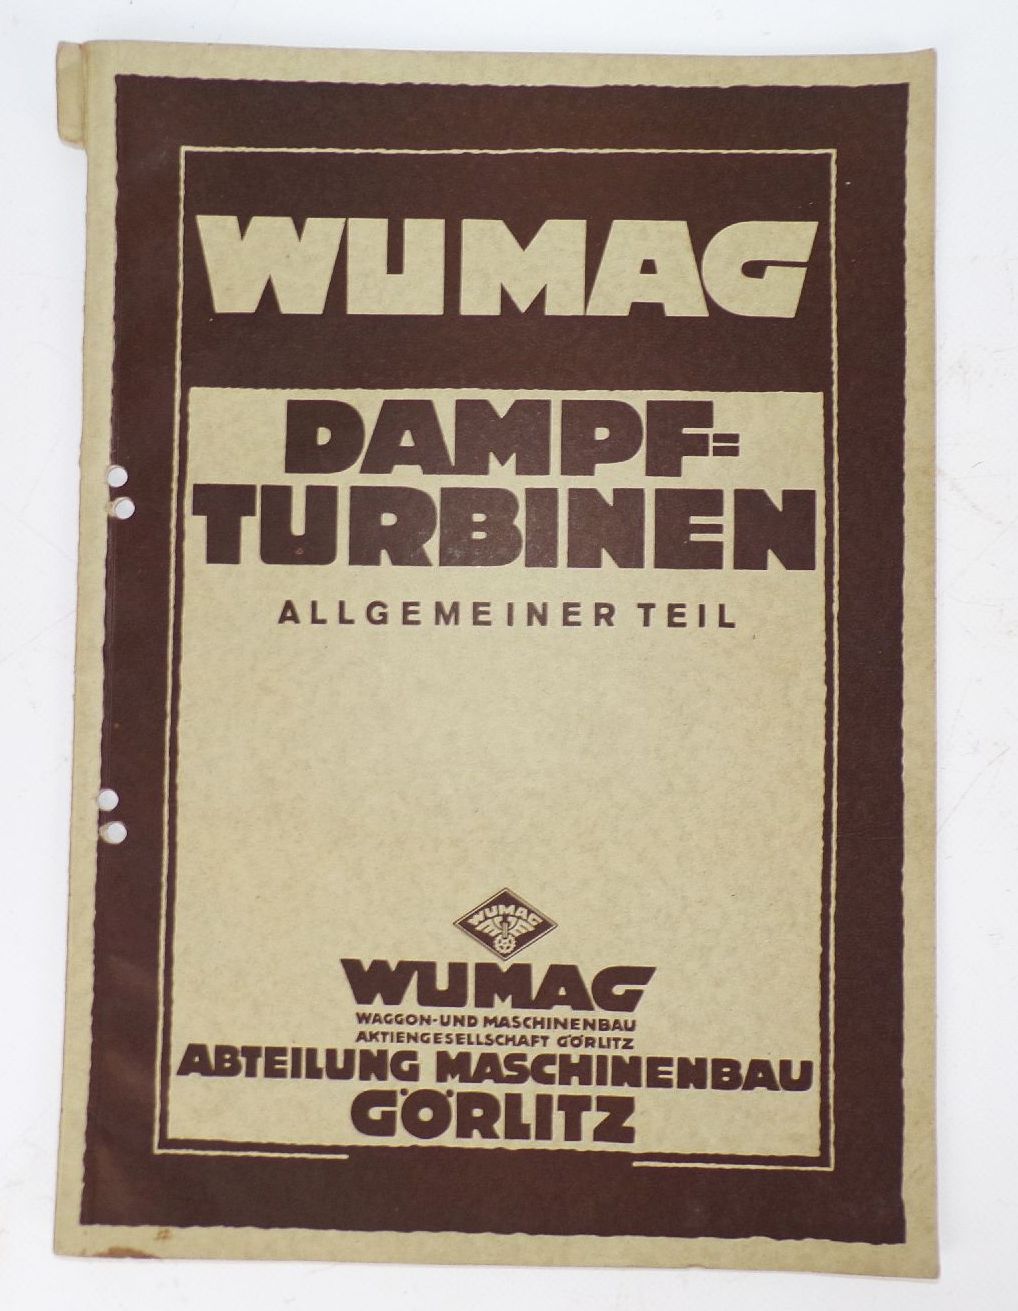 WUMAG
DAMPF=
TURBINEN
ALLGEMEINER TEIL
WUMAG
WUMAG
WAGGON-UND MASCHINENBAU
AKTIENGESELLSCHAFT GÖRLITZ
ABTEILUNG MASCHINENBAU
GÖRLITZ